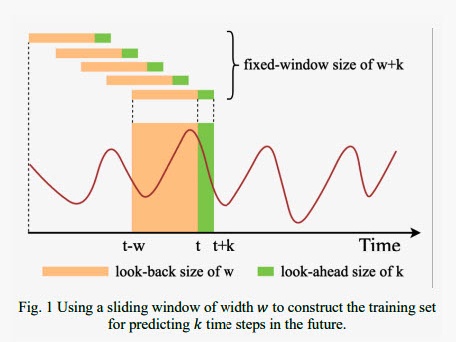 fixed-window size of w+k
t-w t t+k Time
look-back size of w look-ahead size of k
Fig. 1 Using a sliding window of width w to construct the training set
for predicting k time steps in the future.